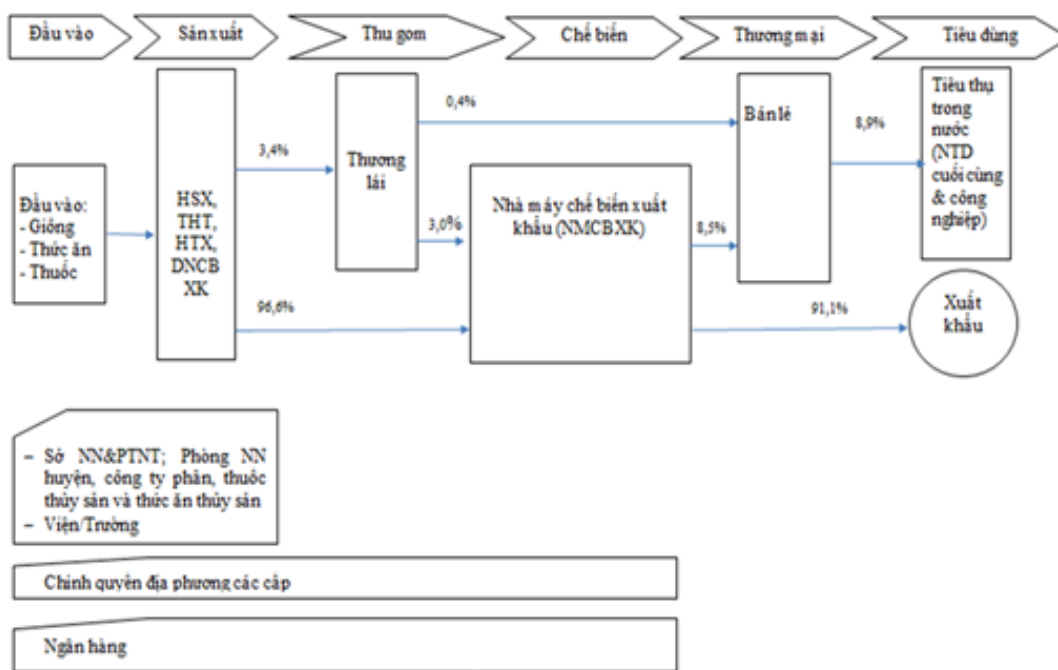 Đầu vào
Sản xuất
Thu gom
Chế biến
Thương mại
Tiêu dùng
Đầu vào:
- Giống
- Thức ăn
- Thuốc
HSX,
THT,
HTX,
DNCB
XK
3,4%
96,6%
Thương
lái
0,4%
3,0%
Nhà máy chế biến xuất
khẩu (NMCBXK)
8,5%
91,1%
Bán lẻ
8,9%
Tiêu thụ
trong
nước
(NTD
cuối cùng
& công
nghiệp)
Xuất
khẩu
– Sở NN&PTNT; Phòng NN
huyện, công ty phân, thuốc
thủy sản và thức ăn thủy sản
– Viện/Trường
Chính quyền địa phương các cấp
Ngân hàng